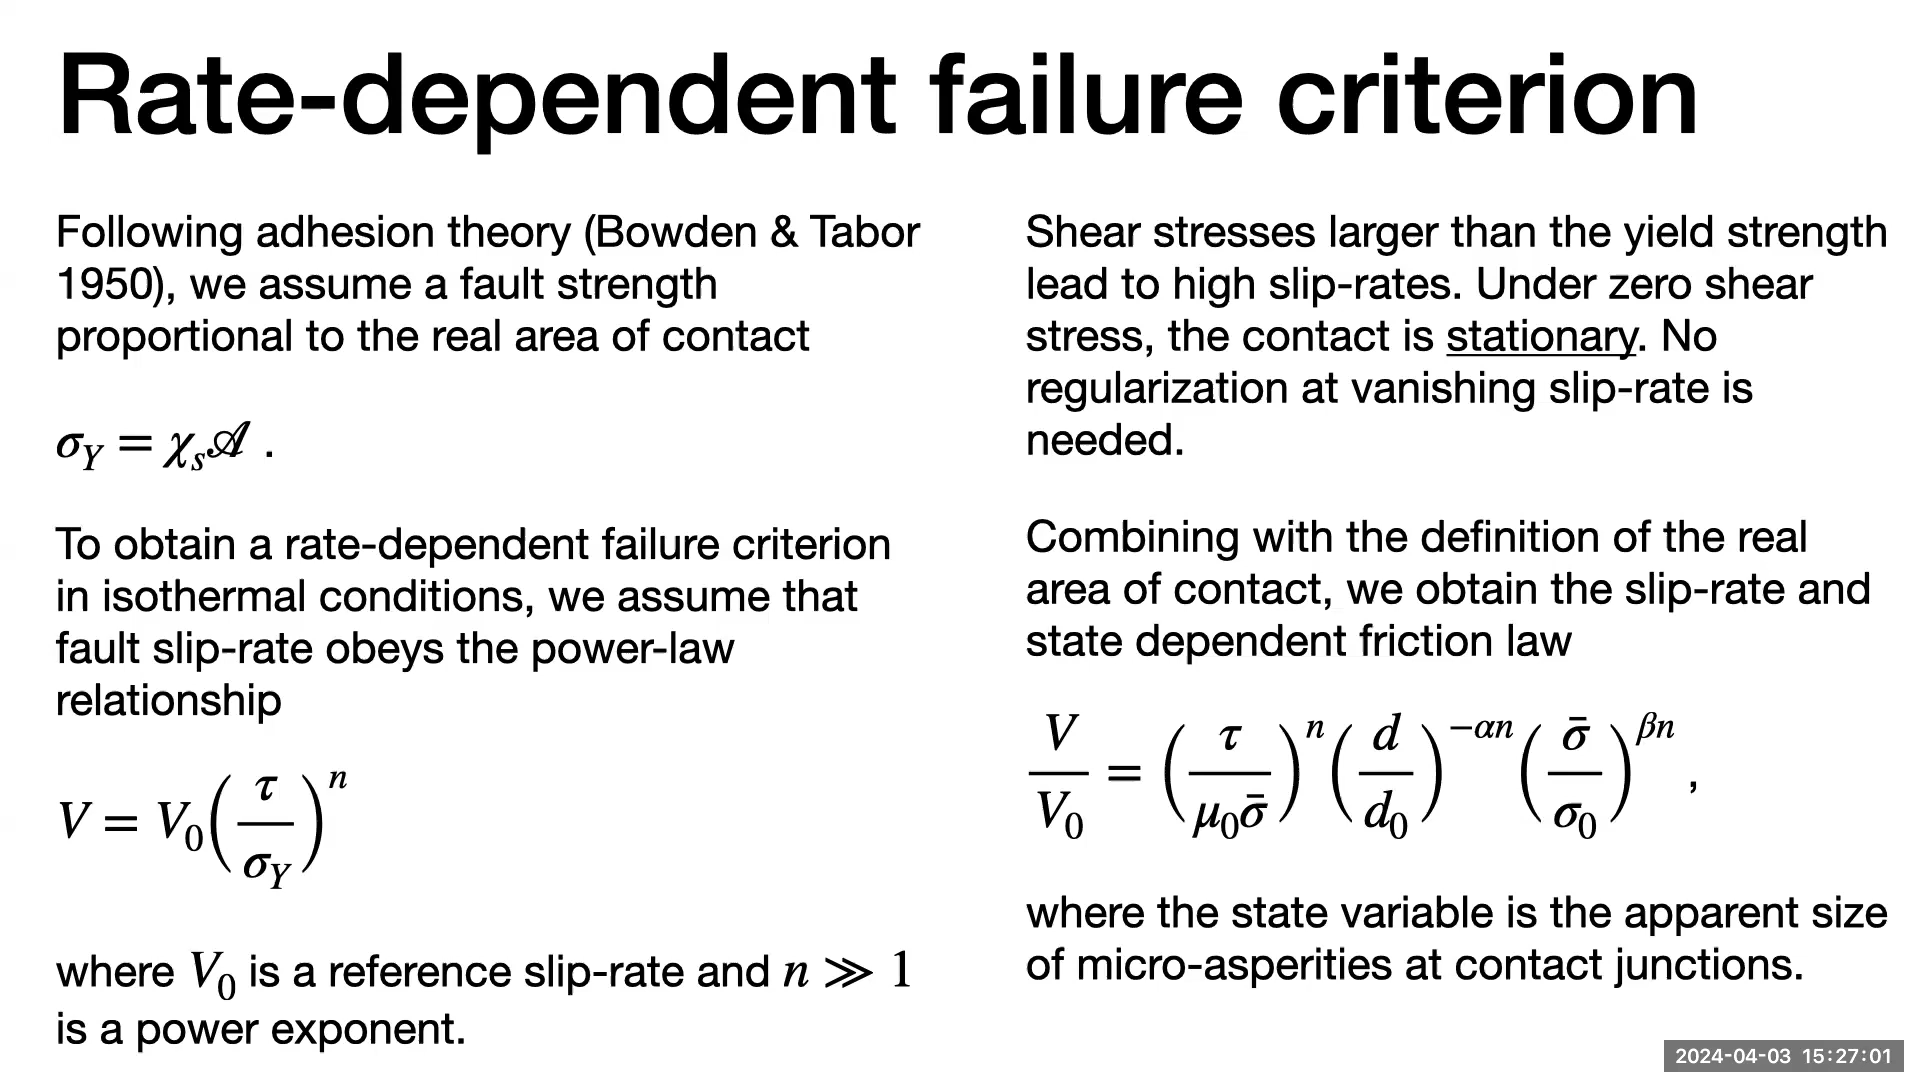 Rate-dependent failure criterion
Following adhesion theory (Bowden & Tabor
1950), we assume a fault strength
proportional to the real area of contact
σ_Y = χ_s𝒜 .
To obtain a rate-dependent failure criterion
in isothermal conditions, we assume that
fault slip-rate obeys the power-law
relationship
V = V_0(τ/σ_Y)^n
where V_0 is a reference slip-rate and n ≫ 1
is a power exponent.
Shear stresses larger than the yield strength
lead to high slip-rates. Under zero shear
stress, the contact is stationary. No
regularization at vanishing slip-rate is
needed.
Combining with the definition of the real
area of contact, we obtain the slip-rate and
state dependent friction law
V/V_0 = (τ/(μ_0σ̄))^n (d/d_0)^(−αn) (σ̄/σ_0)^(βn) ,
where the state variable is the apparent size
of micro-asperities at contact junctions.
2024-04-03 15:27:01